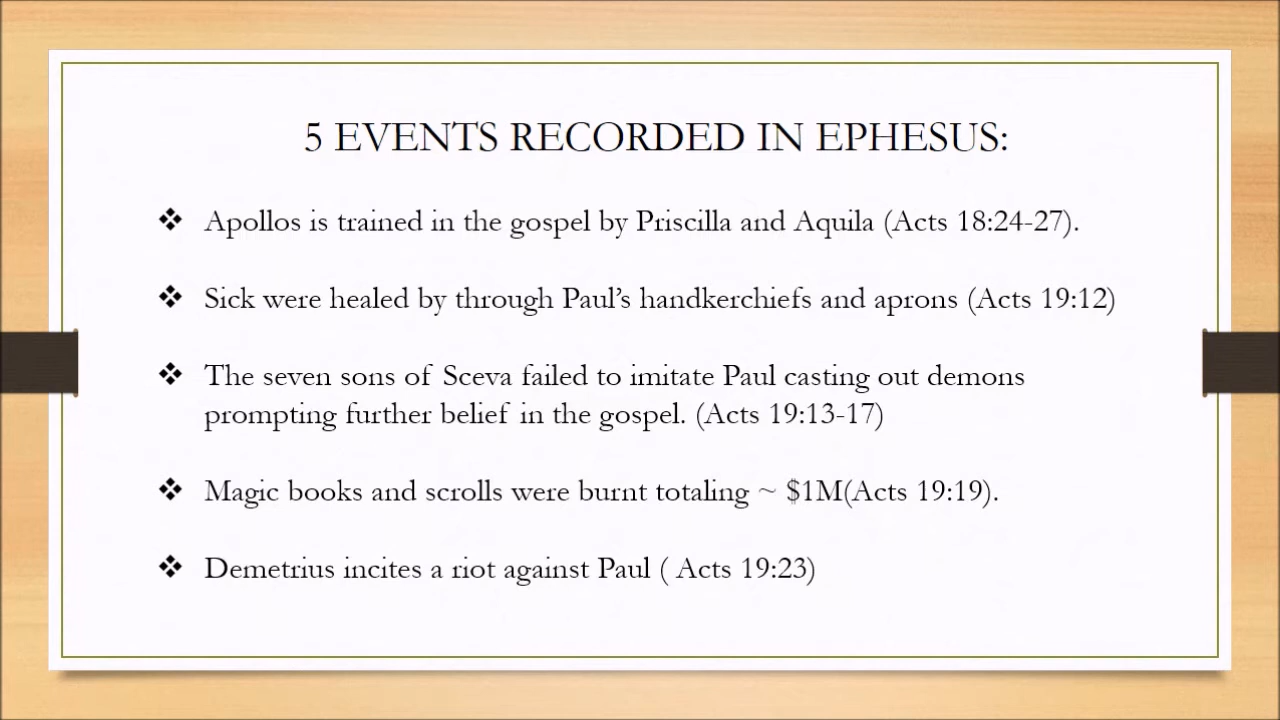 5 EVENTS RECORDED IN EPHESUS:
❖ Apollos is trained in the gospel by Priscilla and Aquila (Acts 18:24-27).
❖ Sick were healed by through Paul’s handkerchiefs and aprons (Acts 19:12)
❖ The seven sons of Sceva failed to imitate Paul casting out demons
prompting further belief in the gospel. (Acts 19:13-17)
❖ Magic books and scrolls were burnt totaling ~ $1M(Acts 19:19).
❖ Demetrius incites a riot against Paul ( Acts 19:23)